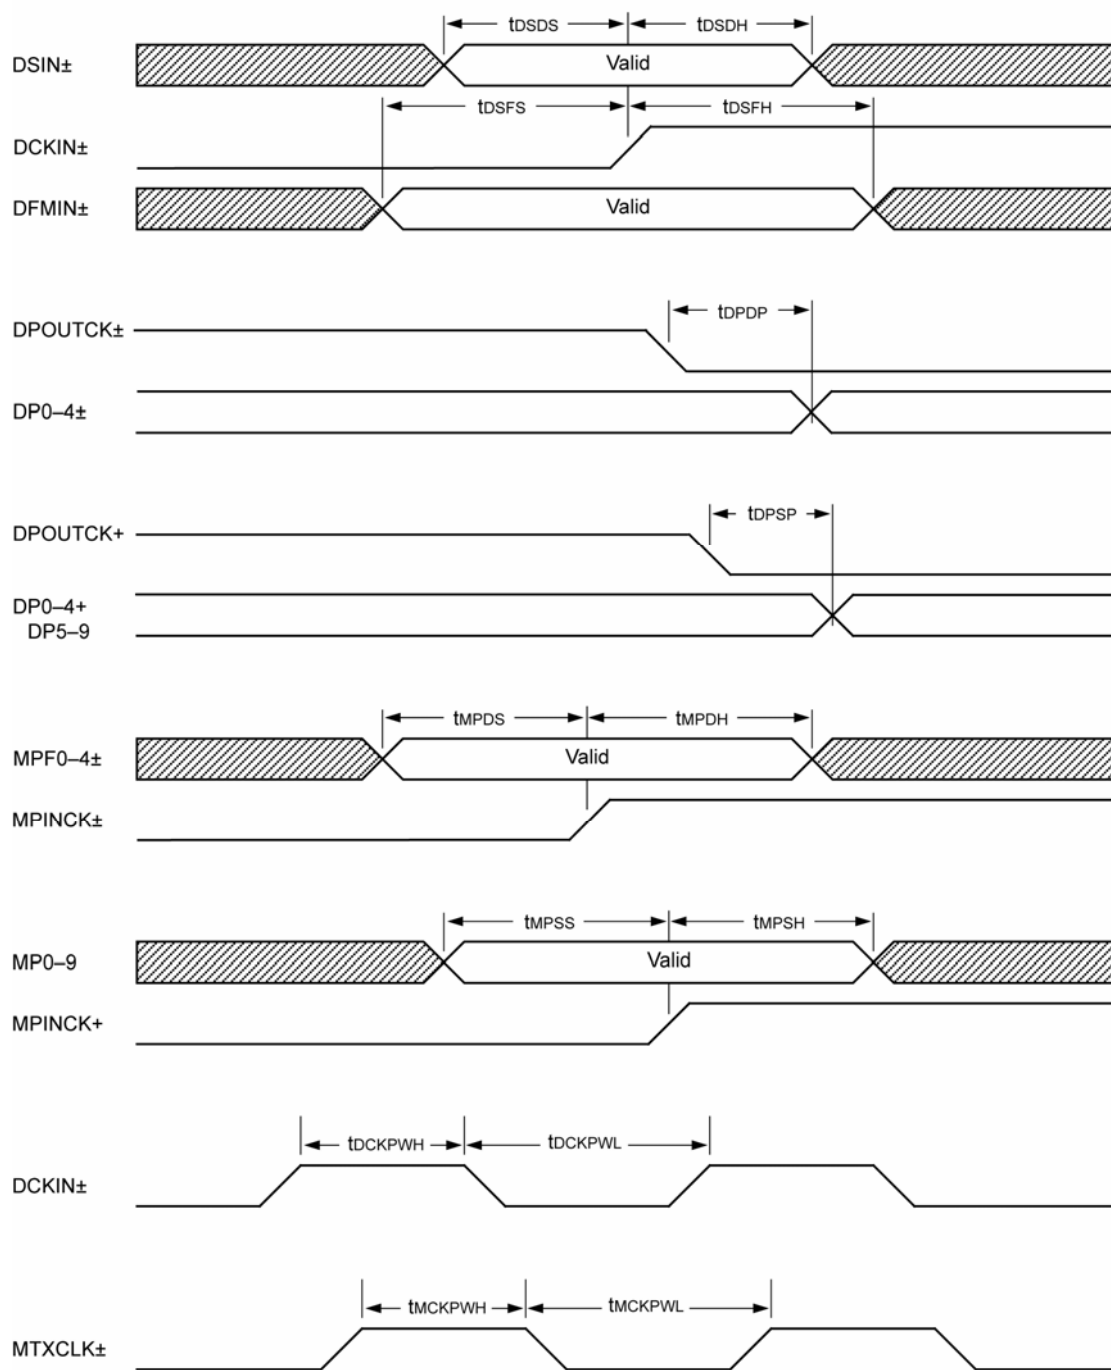 tDSDS tDSDH
DSIN± Valid
tDSFS tDSFH
DCKIN±
DFMIN± Valid
tDPDP
DPOUTCK±
DP0–4±
tDPSP
DPOUTCK+
DP0–4+
DP5–9
tMPDS tMPDH
MPF0–4± Valid
MPINCK±
tMPSS tMPSH
MP0–9 Valid
MPINCK+
tDCKPWH tDCKPWL
DCKIN±
tMCKPWH tMCKPWL
MTXCLK±